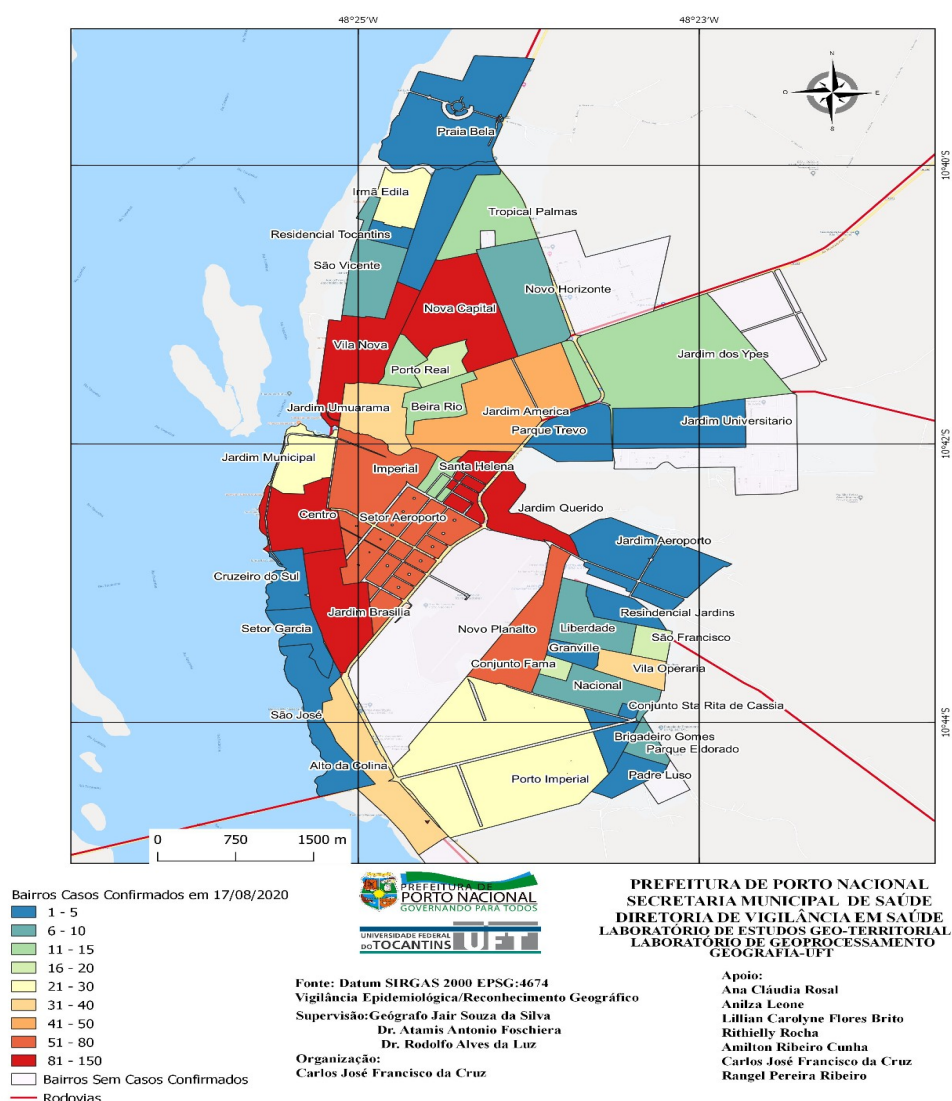 48°25'W
48°23'W
N
O
E
S
Praia Bela
10°40'S
Irmã Edila
Tropical Palmas
Residencial Tocantins
São Vicente
Novo Horizonte
Nova Capital
Vila Nova
Jardim dos Ypes
Porto Real
Jardim Umuarama
Beira Rio
Jardim America
Jardim Universitario
Parque Trevo
10°42'S
Jardim Municipal
Imperial
Santa Helena
Centro
Setor Aeroporto
Jardim Querido
Jardim Aeroporto
Cruzeiro do Sul
Jardim Brasilia
Resindencial Jardins
Setor Garcia
Novo Planalto
Liberdade
São Francisco
Granville
Conjunto Fama
Vila Operaria
Nacional
São José
Conjunto Sta Rita de Cassia
10°44'S
Brigadeiro Gomes
Parque Eldorado
Alto da Colina
Porto Imperial
Padre Luso
0 750 1500 m
Bairros Casos Confirmados em 17/08/2020
1 - 5
6 - 10
11 - 15
16 - 20
21 - 30
31 - 40
41 - 50
51 - 80
81 - 150
Bairros Sem Casos Confirmados
Rodovias
PREFEITURA DE
PORTO NACIONAL
GOVERNANDO PARA TODOS
UNIVERSIDADE FEDERAL
DO TOCANTINS
UFT
Fonte: Datum SIRGAS 2000 EPSG:4674
Vigilância Epidemiológica/Reconhecimento Geográfico
Supervisão:Geógrafo Jair Souza da Silva
Dr. Atamis Antonio Foschiera
Dr. Rodolfo Alves da Luz
Organização:
Carlos José Francisco da Cruz
PREFEITURA DE PORTO NACIONAL
SECRETARIA MUNICIPAL DE SAÚDE
DIRETORIA DE VIGILÂNCIA EM SAÚDE
LABORATÓRIO DE ESTUDOS GEO-TERRITORIAL
LABORATÓRIO DE GEOPROCESSAMENTO
GEOGRAFIA-UFT
Apoio:
Ana Cláudia Rosal
Anilza Leone
Lillian Carolyne Flores Brito
Rithielly Rocha
Amilton Ribeiro Cunha
Carlos José Francisco da Cruz
Rangel Pereira Ribeiro